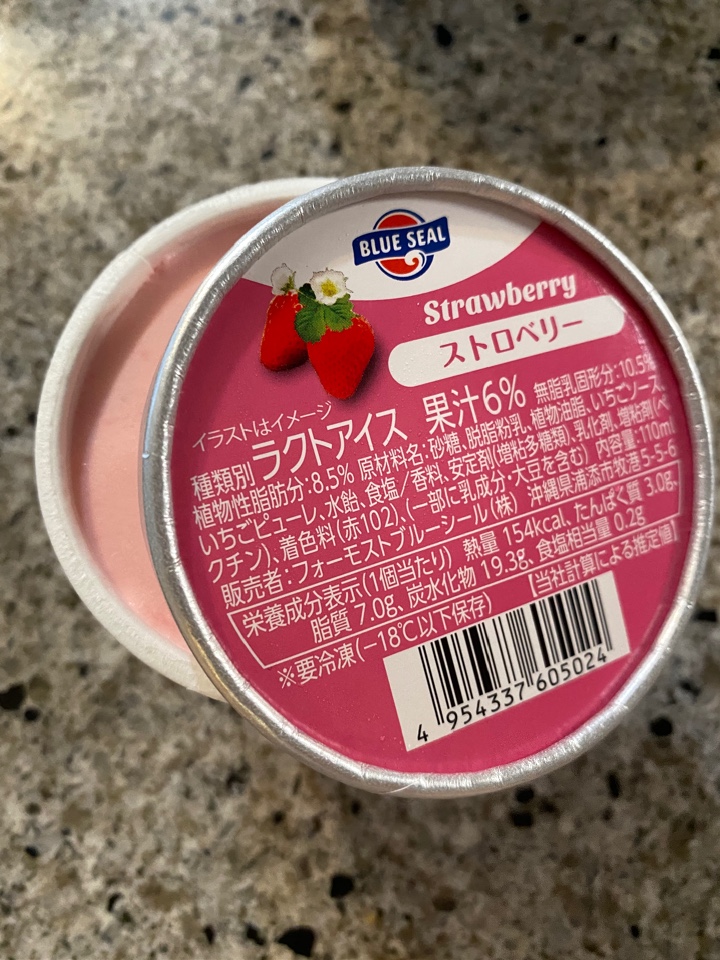 BLUE SEAL
Strawberry
ストロベリー
イラストはイメージ
種類別 ラクトアイス 果汁6% 無脂乳固形分:10.5%
植物性脂肪分:8.5% 原材料名:砂糖、脱脂粉乳、植物油脂、いちごソース、
いちごピューレ、水飴、食塩/香料、安定剤(増粘多糖類)、乳化剤、増粘剤(ペ
クチン)、着色料(赤102)、(一部に乳成分・大豆を含む) 内容量:110ml
販売者:フォーモストブルーシール(株) 沖縄県浦添市牧港5-5-6
栄養成分表示(1個当たり) 熱量 154kcal、たんぱく質 3.0g、
脂質 7.0g、炭水化物 19.3g、食塩相当量 0.2g
[当社計算による推定値]
※要冷凍(−18℃以下保存)
4 954337 605024